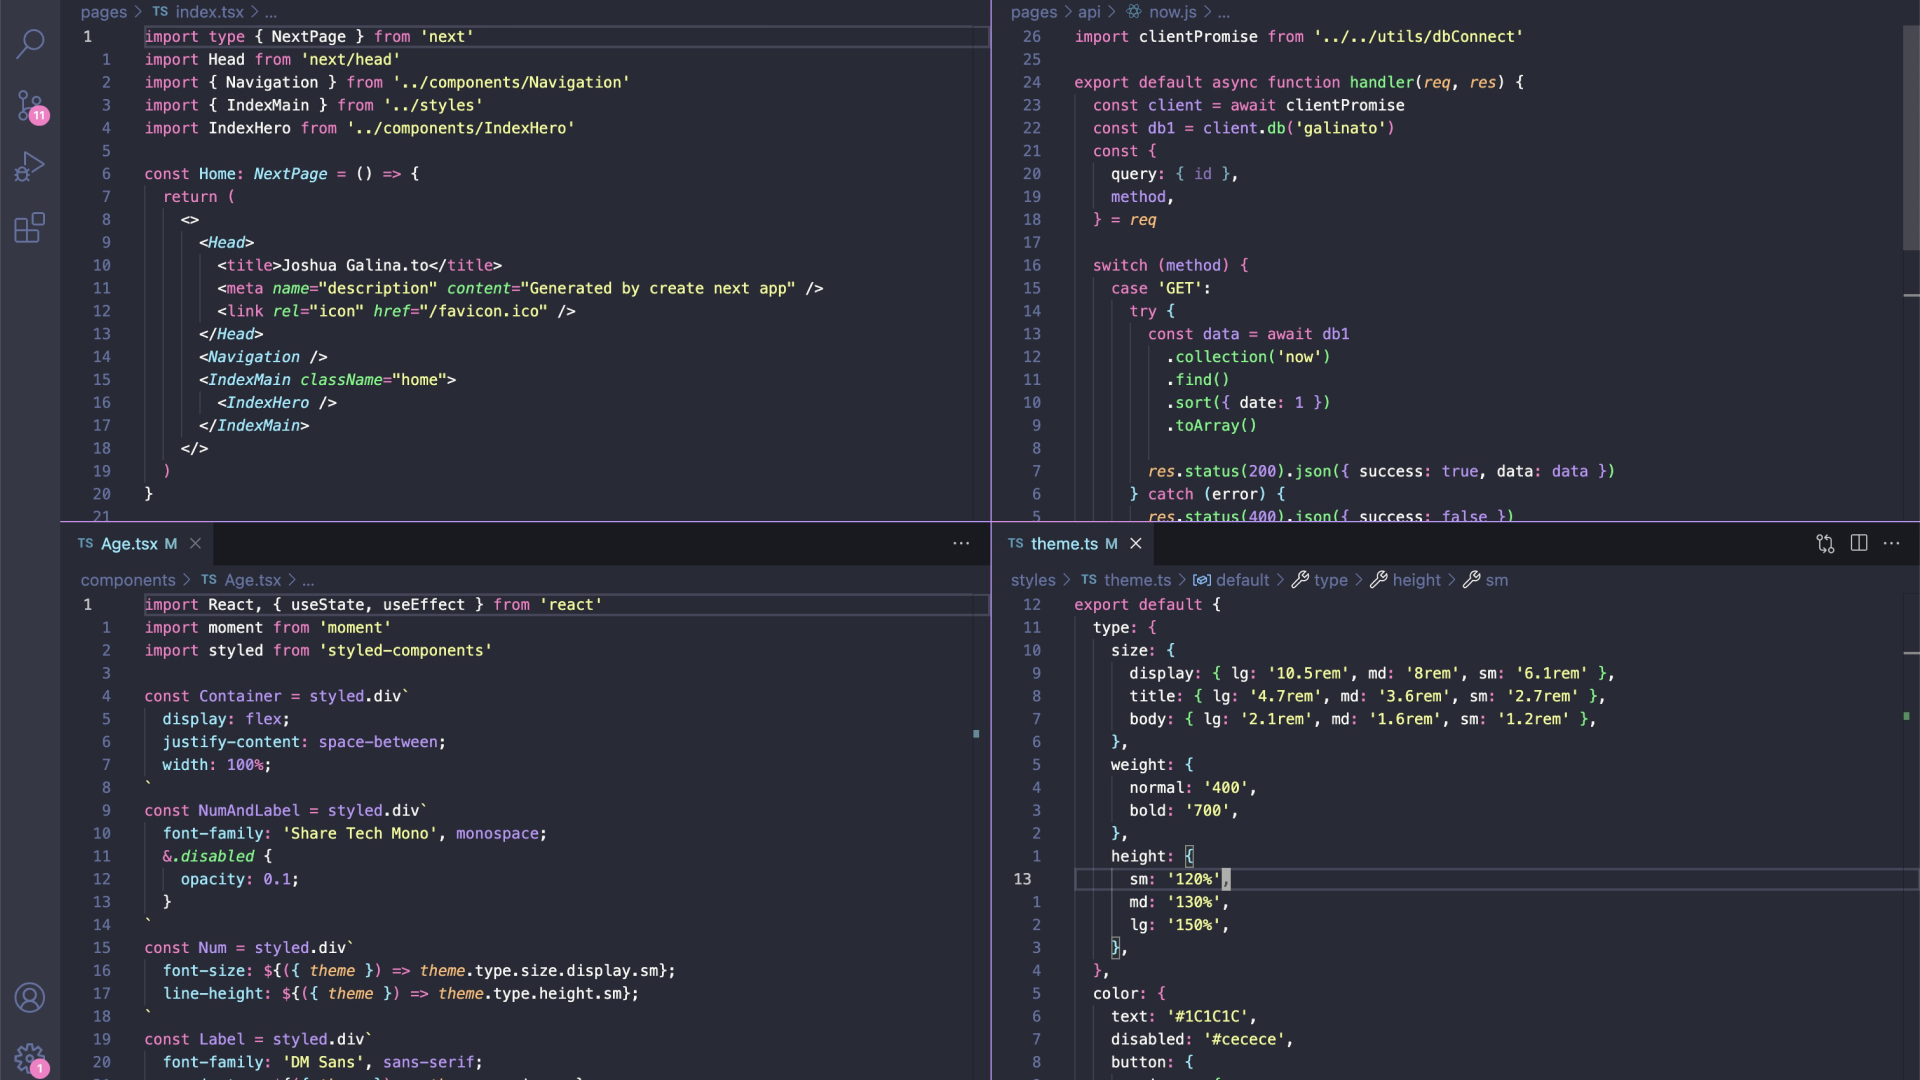 pages > TS index.tsx > ...
1 import type { NextPage } from 'next'
1 import Head from 'next/head'
2 import { Navigation } from '../components/Navigation'
3 import { IndexMain } from '../styles'
4 import IndexHero from '../components/IndexHero'
5
6 const Home: NextPage = () => {
7 return (
8 <>
9 <Head>
10 <title>Joshua Galina.to</title>
11 <meta name="description" content="Generated by create next app" />
12 <link rel="icon" href="/favicon.ico" />
13 </Head>
14 <Navigation />
15 <IndexMain className="home">
16 <IndexHero />
17 </IndexMain>
18 </>
19 )
20 }
21
pages > api > now.js > ...
26 import clientPromise from '../../utils/dbConnect'
25
24 export default async function handler(req, res) {
23 const client = await clientPromise
22 const db1 = client.db('galinato')
21 const {
20 query: { id },
19 method,
18 } = req
17
16 switch (method) {
15 case 'GET':
14 try {
13 const data = await db1
12 .collection('now')
11 .find()
10 .sort({ date: 1 })
9 .toArray()
8
7 res.status(200).json({ success: true, data: data })
6 } catch (error) {
5 res.status(400).json({ success: false })
11
TS Age.tsx M
components > TS Age.tsx > ...
1 import React, { useState, useEffect } from 'react'
1 import moment from 'moment'
2 import styled from 'styled-components'
3
4 const Container = styled.div`
5 display: flex;
6 justify-content: space-between;
7 width: 100%;
8 `
9 const NumAndLabel = styled.div`
10 font-family: 'Share Tech Mono', monospace;
11 &.disabled {
12 opacity: 0.1;
13 }
14 `
15 const Num = styled.div`
16 font-size: ${({ theme }) => theme.type.size.display.sm};
17 line-height: ${({ theme }) => theme.type.height.sm};
18 `
19 const Label = styled.div`
20 font-family: 'DM Sans', sans-serif;
TS theme.ts M
styles > TS theme.ts > default > type > height > sm
12 export default {
11 type: {
10 size: {
9 display: { lg: '10.5rem', md: '8rem', sm: '6.1rem' },
8 title: { lg: '4.7rem', md: '3.6rem', sm: '2.7rem' },
7 body: { lg: '2.1rem', md: '1.6rem', sm: '1.2rem' },
6 },
5 weight: {
4 normal: '400',
3 bold: '700',
2 },
1 height: {
13 sm: '120%',
1 md: '130%',
2 lg: '150%',
3 },
4 },
5 color: {
6 text: '#1C1C1C',
7 disabled: '#cecece',
8 button: {
1